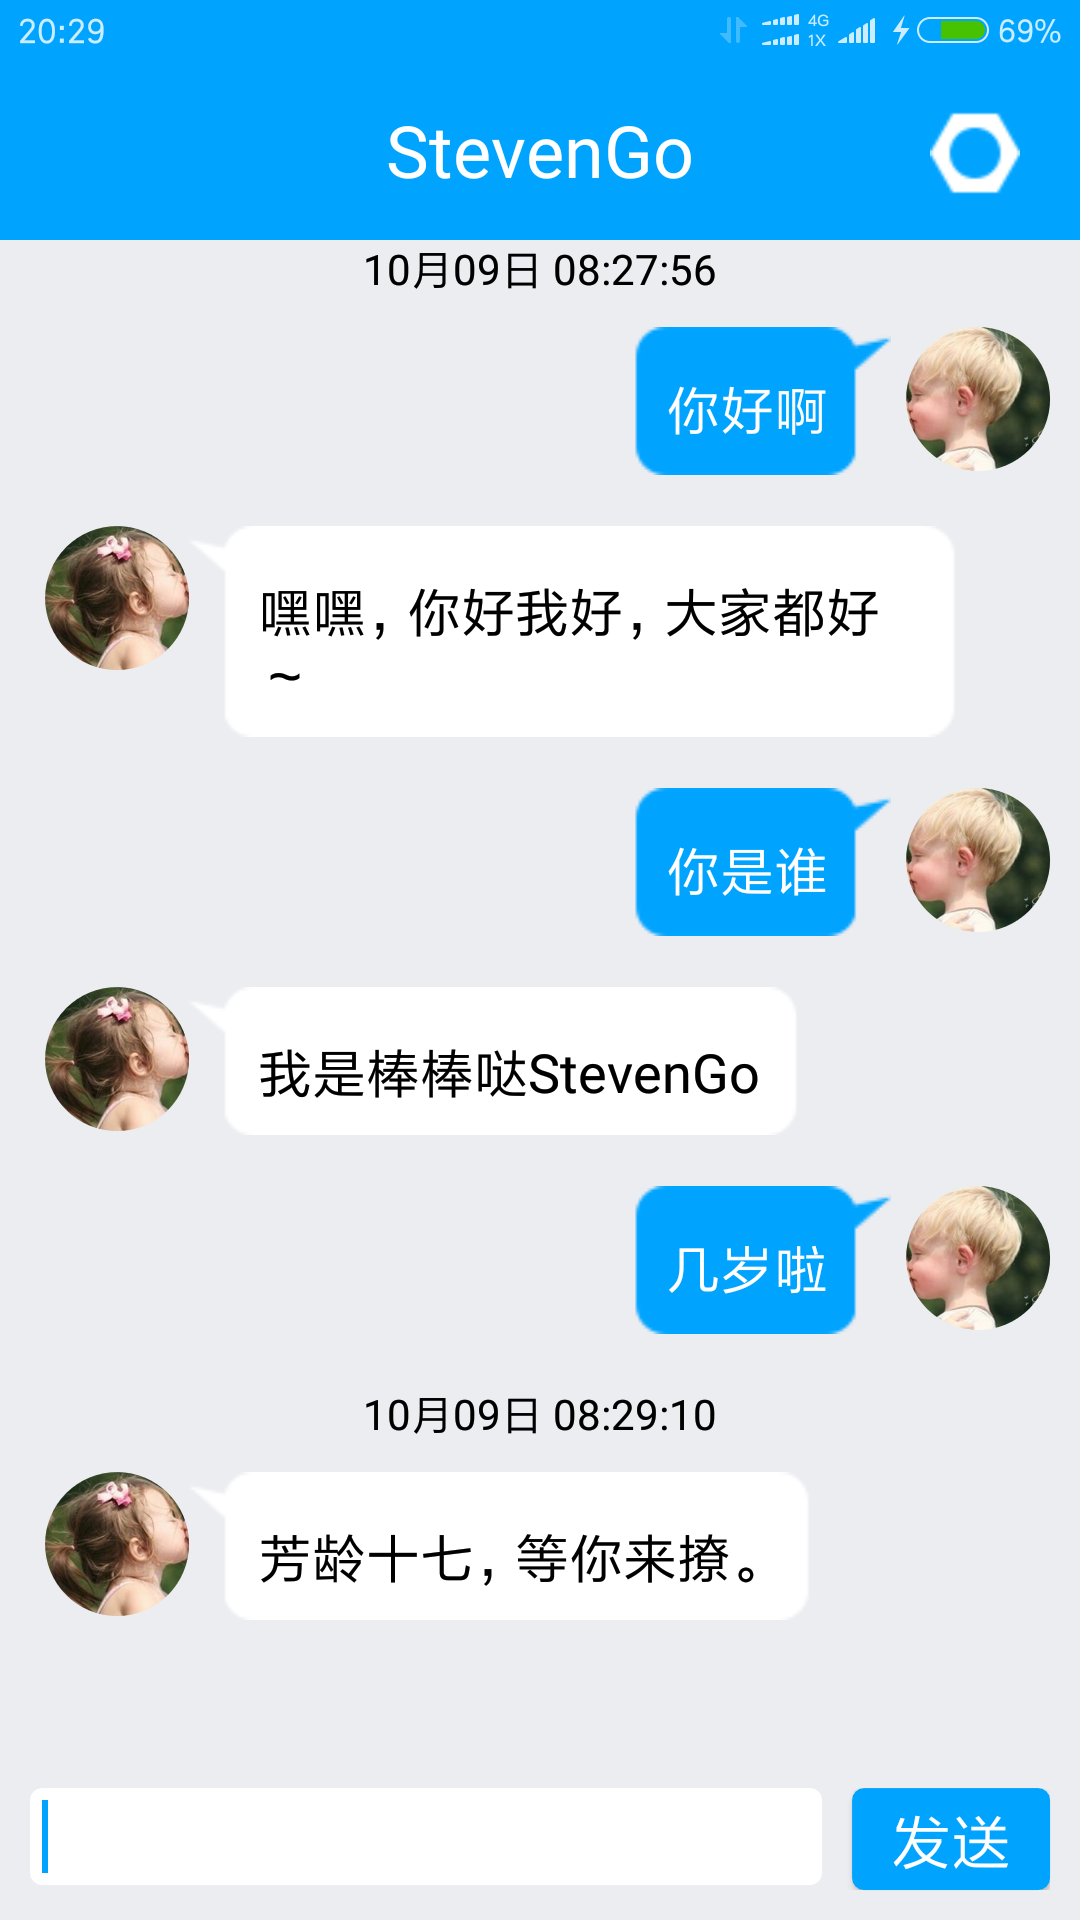 20:29
4G
1X
69%
StevenGo
10月09日 08:27:56
你好啊
嘿嘿，你好我好，大家都好
~
你是谁
我是棒棒哒StevenGo
几岁啦
10月09日 08:29:10
芳龄十七，等你来撩。
发送